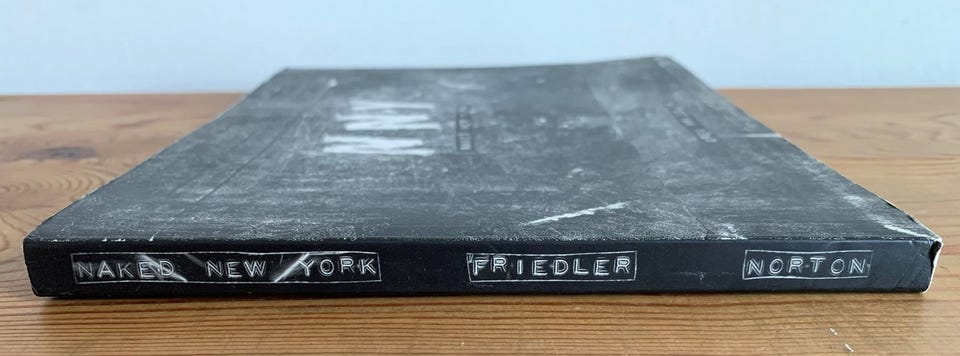 NAKED NEW YORK
FRIEDLER
NORTON